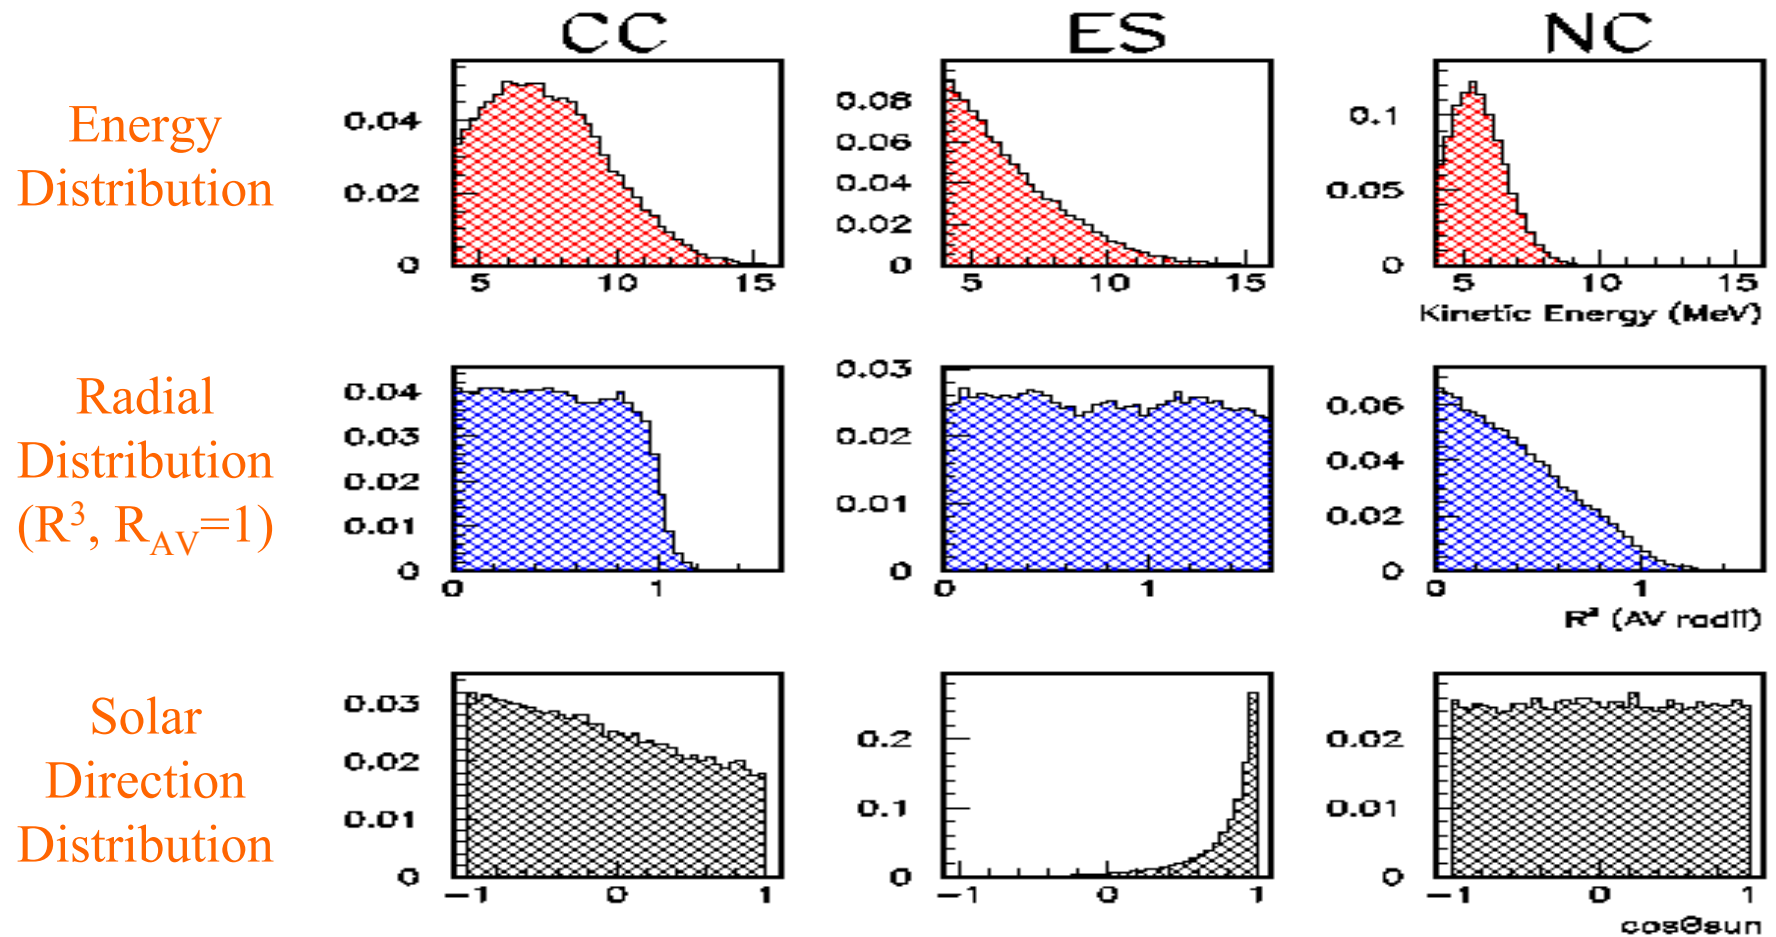 CC ES NC
Energy
Distribution
0.04
0.02
0
5 10 15
0.08
0.06
0.04
0.02
0
5 10 15
0.1
0.05
0
5 10 15
Kinetic Energy (MeV)
Radial
Distribution
(R³, R_AV=1)
0.04
0.03
0.02
0.01
0
0 1
0.03
0.02
0.01
0
0 1
0.06
0.04
0.02
0
0 1
R³ (AV radii)
Solar
Direction
Distribution
0.03
0.02
0.01
0
−1 0 1
0.2
0.1
0
−1 0 1
0.02
0.01
0
−1 0 1
cosΘsun